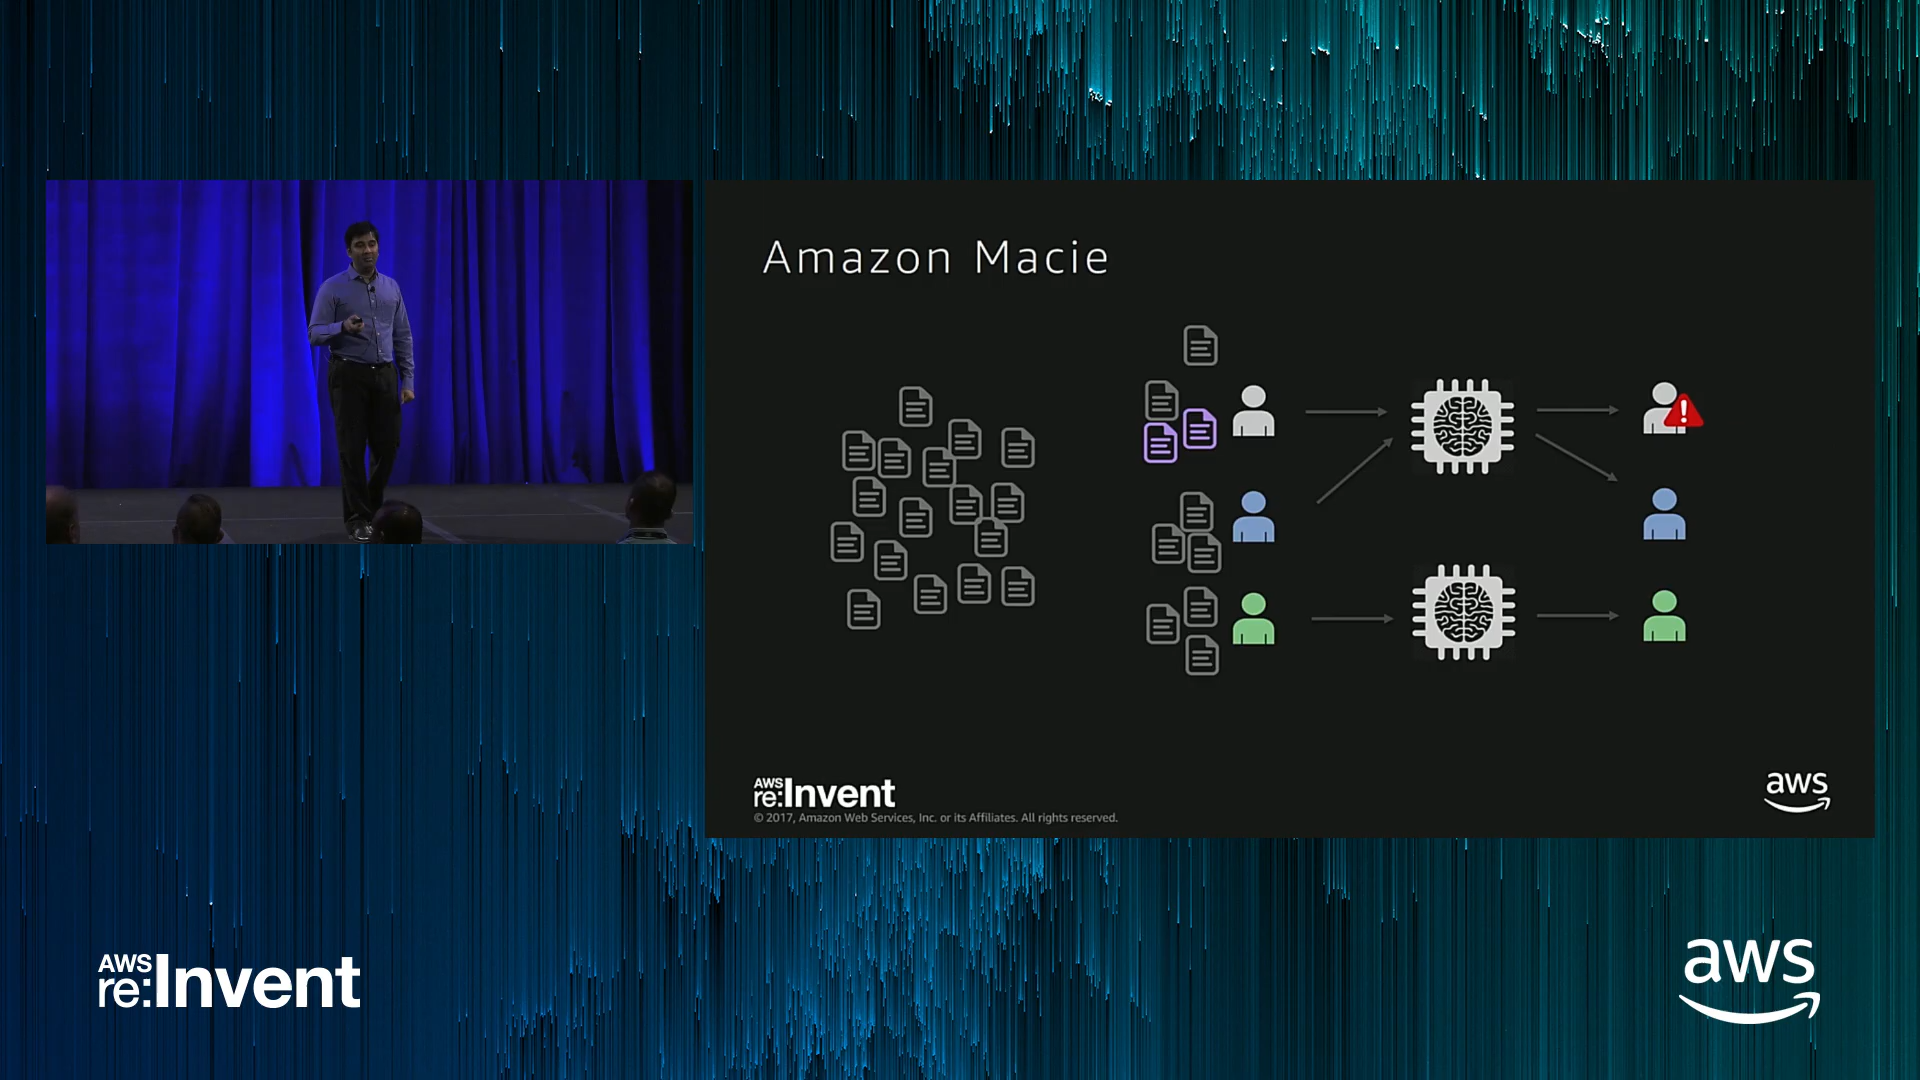 Amazon Macie
AWS
re:Invent
© 2017, Amazon Web Services, Inc. or its Affiliates. All rights reserved.
aws
AWS
re:Invent
aws